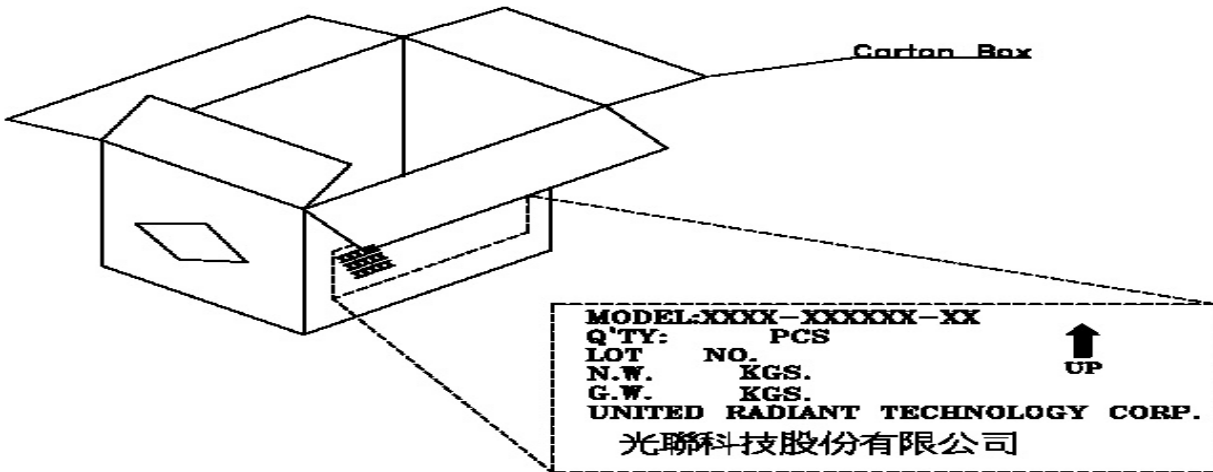 Carton Box
MODEL:XXXX-XXXXXX-XX
Q'TY: PCS
LOT NO.
N.W. KGS.
G.W. KGS.
UP
UNITED RADIANT TECHNOLOGY CORP.
光聯科技股份有限公司